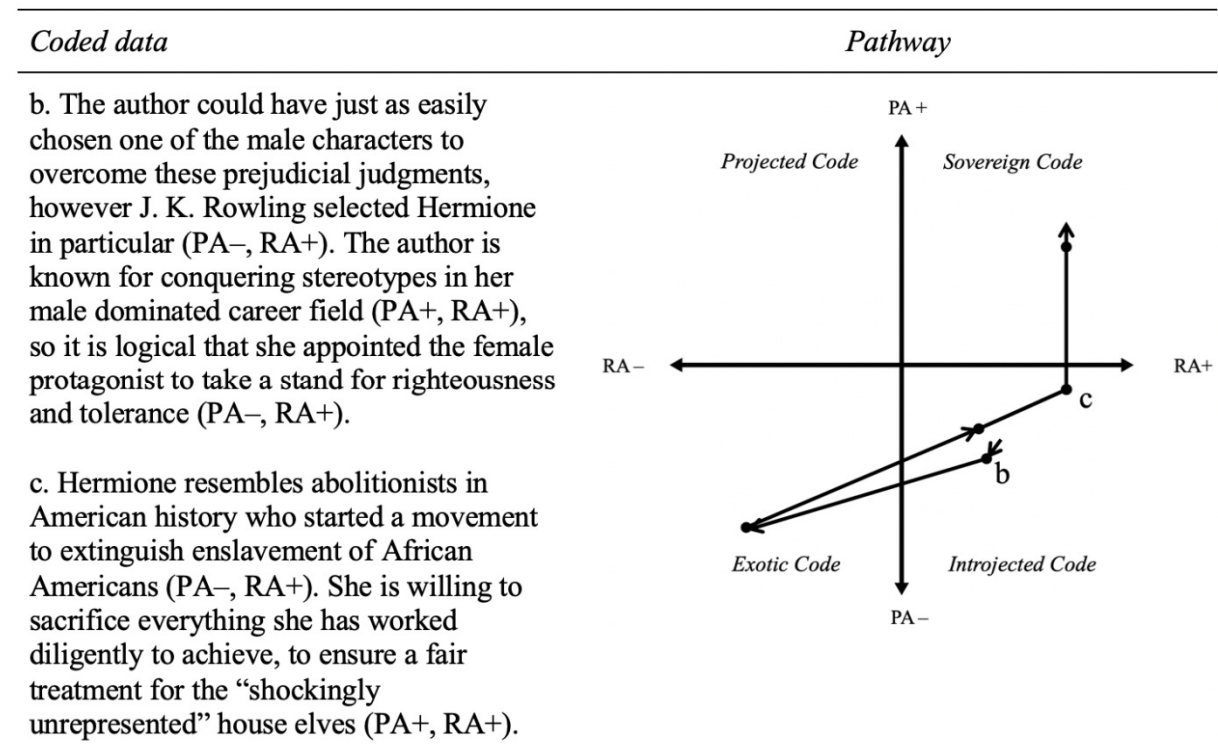 Coded data
Pathway
b. The author could have just as easily
chosen one of the male characters to
overcome these prejudicial judgments,
however J. K. Rowling selected Hermione
in particular (PA–, RA+). The author is
known for conquering stereotypes in her
male dominated career field (PA+, RA+),
so it is logical that she appointed the female
protagonist to take a stand for righteousness
and tolerance (PA–, RA+).
c. Hermione resembles abolitionists in
American history who started a movement
to extinguish enslavement of African
Americans (PA–, RA+). She is willing to
sacrifice everything she has worked
diligently to achieve, to ensure a fair
treatment for the “shockingly
unrepresented” house elves (PA+, RA+).
PA+
Projected Code
Sovereign Code
RA–
RA+
c
b
Exotic Code
Introjected Code
PA–